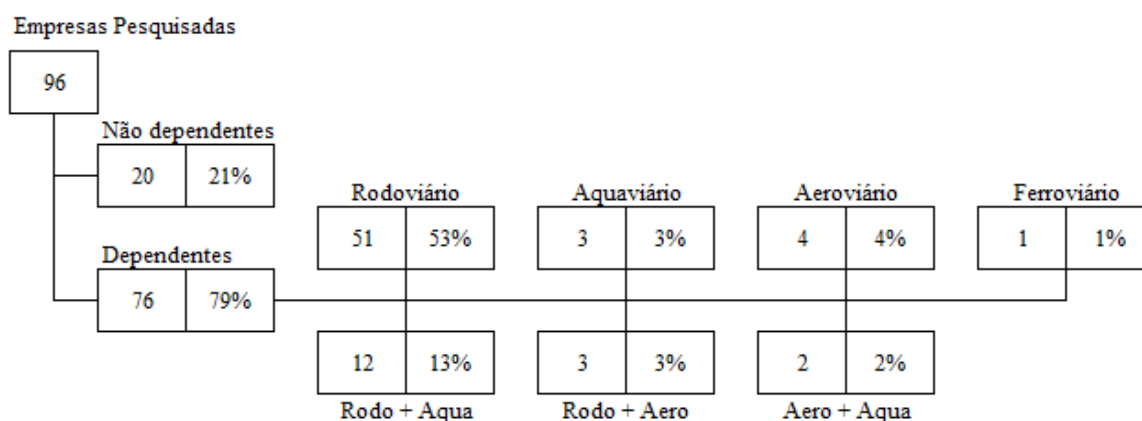 Empresas Pesquisadas
96
Não dependentes
20 21%
Rodoviário Aquaviário Aeroviário Ferroviário
51 53% 3 3% 4 4% 1 1%
Dependentes
76 79%
12 13% 3 3% 2 2%
Rodo + Aqua Rodo + Aero Aero + Aqua